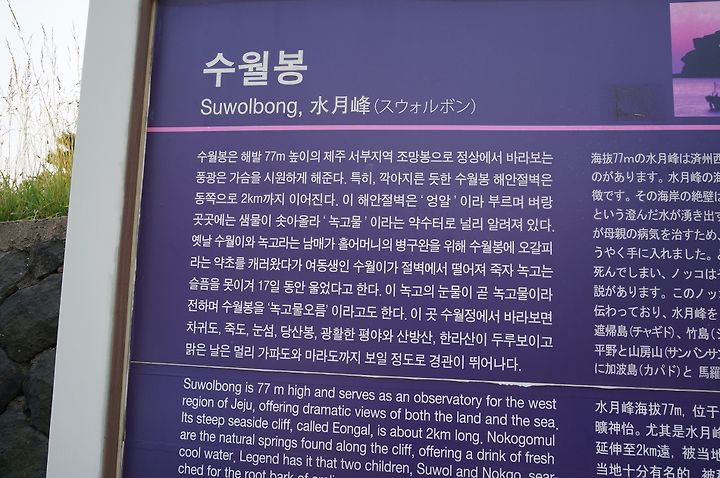 수월봉
Suwolbong, 水月峰(スウォルボン)
수월봉은 해발 77m 높이의 제주 서부지역 조망봉으로 정상에서 바라보는
풍광은 가슴을 시원하게 해준다. 특히, 깍아지른 듯한 수월봉 해안절벽은
동쪽으로 2km까지 이어진다. 이 해안절벽은 ‘ 엉알 ’ 이라 부르며 벼랑
곳곳에는 샘물이 솟아올라 ‘ 녹고물 ’ 이라는 약수터로 널리 알려져 있다.
옛날 수월이와 녹고라는 남매가 홀어머니의 병구완을 위해 수월봉에 오갈피
라는 약초를 캐러왔다가 여동생인 수월이가 절벽에서 떨어져 죽자 녹고는
슬픔을 못이겨 17일 동안 울었다고 한다. 이 녹고의 눈물이 곧 녹고물이라
전하며 수월봉을 ‘녹고물오름’ 이라고도 한다. 이 곳 수월정에서 바라보면
차귀도, 죽도, 눈섬, 당산봉, 광활한 평야와 산방산, 한라산이 두루보이고
맑은 날은 멀리 가파도와 마라도까지 보일 정도로 경관이 뛰어나다.
Suwolbong is 77 m high and serves as an observatory for the west
region of Jeju, offering dramatic views of both the land and the sea.
Its steep seaside cliff, called Eongal, is about 2km long. Nokogomul
are the natural springs found along the cliff, offering a drink of fresh
cool water. Legend has it that two children, Suwol and Nokgo, sear
ched for the root bark of
海抜77mの水月峰は済州西
のがあります。水月峰の海
徴です。その海岸の絶壁は
という澄んだ水が湧き出す
が母親の病気を治すため、
うやく手に入れました。
死んでしまい、ノッコは
説があります。このノッ
伝わっており、水月峰を
遮帰島(チャギド)、竹島(
平野と山房山(サンバンサン
に加波島(カパド)と 馬羅
水月峰海拔77m, 位于
曠神怡。尤其是水月峰
延伸至2km遠, 被当地
当地十分有名的,